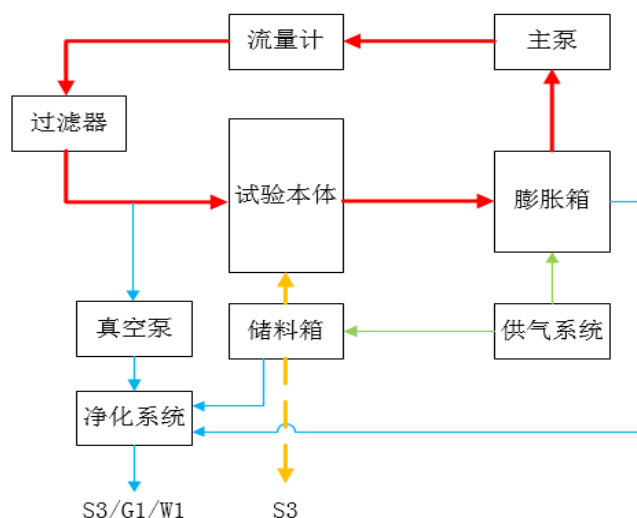 流量计
主泵
过滤器
试验本体
膨胀箱
真空泵
储料箱
供气系统
净化系统
S3/G1/W1
S3